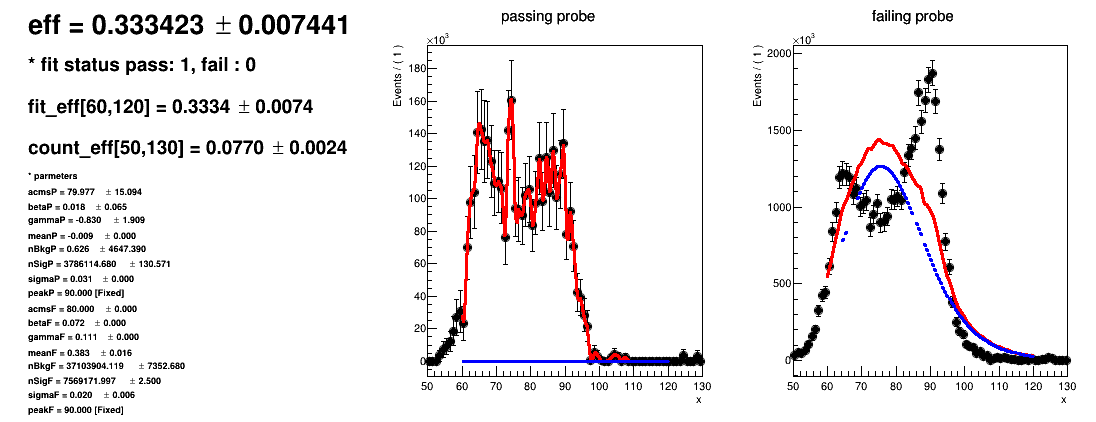 eff = 0.333423 ± 0.007441
* fit status pass: 1, fail : 0
fit_eff[60,120] = 0.3334 ± 0.0074
count_eff[50,130] = 0.0770 ± 0.0024
* parmeters
acmsP = 79.977 ± 15.094
betaP = 0.018 ± 0.065
gammaP = -0.830 ± 1.909
meanP = -0.009 ± 0.000
nBkgP = 0.626 ± 4647.390
nSigP = 3786114.680 ± 130.571
sigmaP = 0.031 ± 0.000
peakP = 90.000 [Fixed]
acmsF = 80.000 ± 0.000
betaF = 0.072 ± 0.000
gammaF = 0.111 ± 0.000
meanF = 0.383 ± 0.016
nBkgF = 37103904.119 ± 7352.680
nSigF = 7569171.997 ± 2.500
sigmaF = 0.020 ± 0.006
peakF = 90.000 [Fixed]
passing probe
×10³
Events / ( 1 )
180
160
140
120
100
80
60
40
20
0
50 60 70 80 90 100 110 120 130
x
failing probe
×10³
Events / ( 1 )
2000
1500
1000
500
0
50 60 70 80 90 100 110 120 130
x